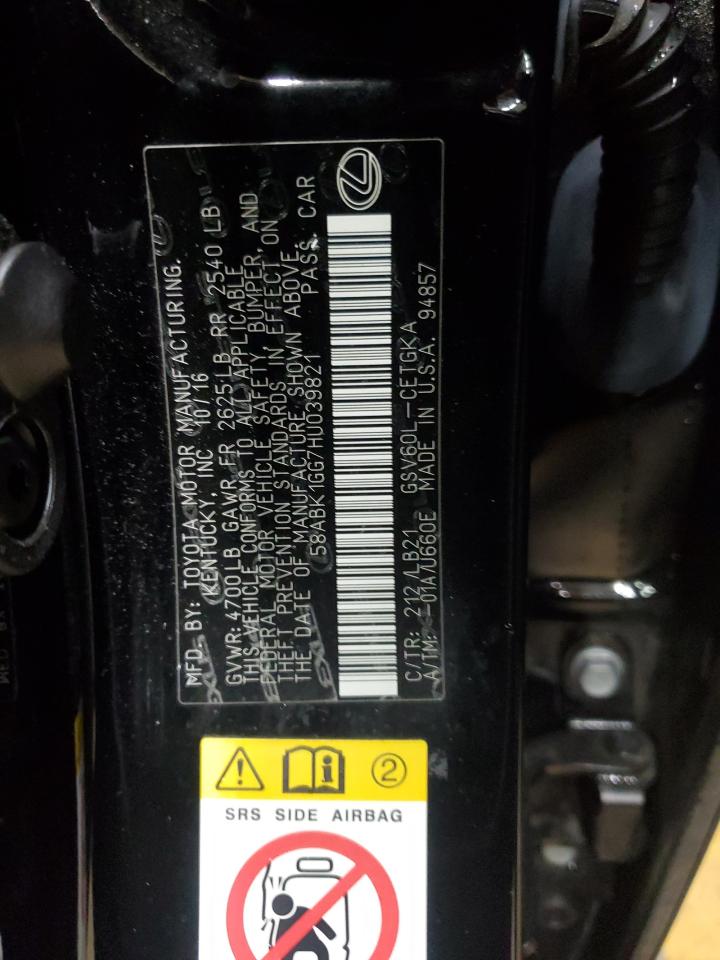 MFD. BY: TOYOTA MOTOR MANUFACTURING.
KENTUCKY, INC 10/16
GVWR: 4700LB GAWR FR 2625 LB RR 2540 LB
THIS VEHICLE CONFORMS TO ALL APPLICABLE
FEDERAL MOTOR VEHICLE SAFETY, BUMPER, AND
THEFT PREVENTION STANDARDS IN EFFECT ON
THE DATE OF MANUFACTURE SHOWN ABOVE.
58ABK1GG7HU039821 PASS. CAR
C/TR: 212/LB21 GSV60L-CETGKA
A/TM: -01A/U660E MADE IN U.S.A. 94857
2
SRS SIDE AIRBAG